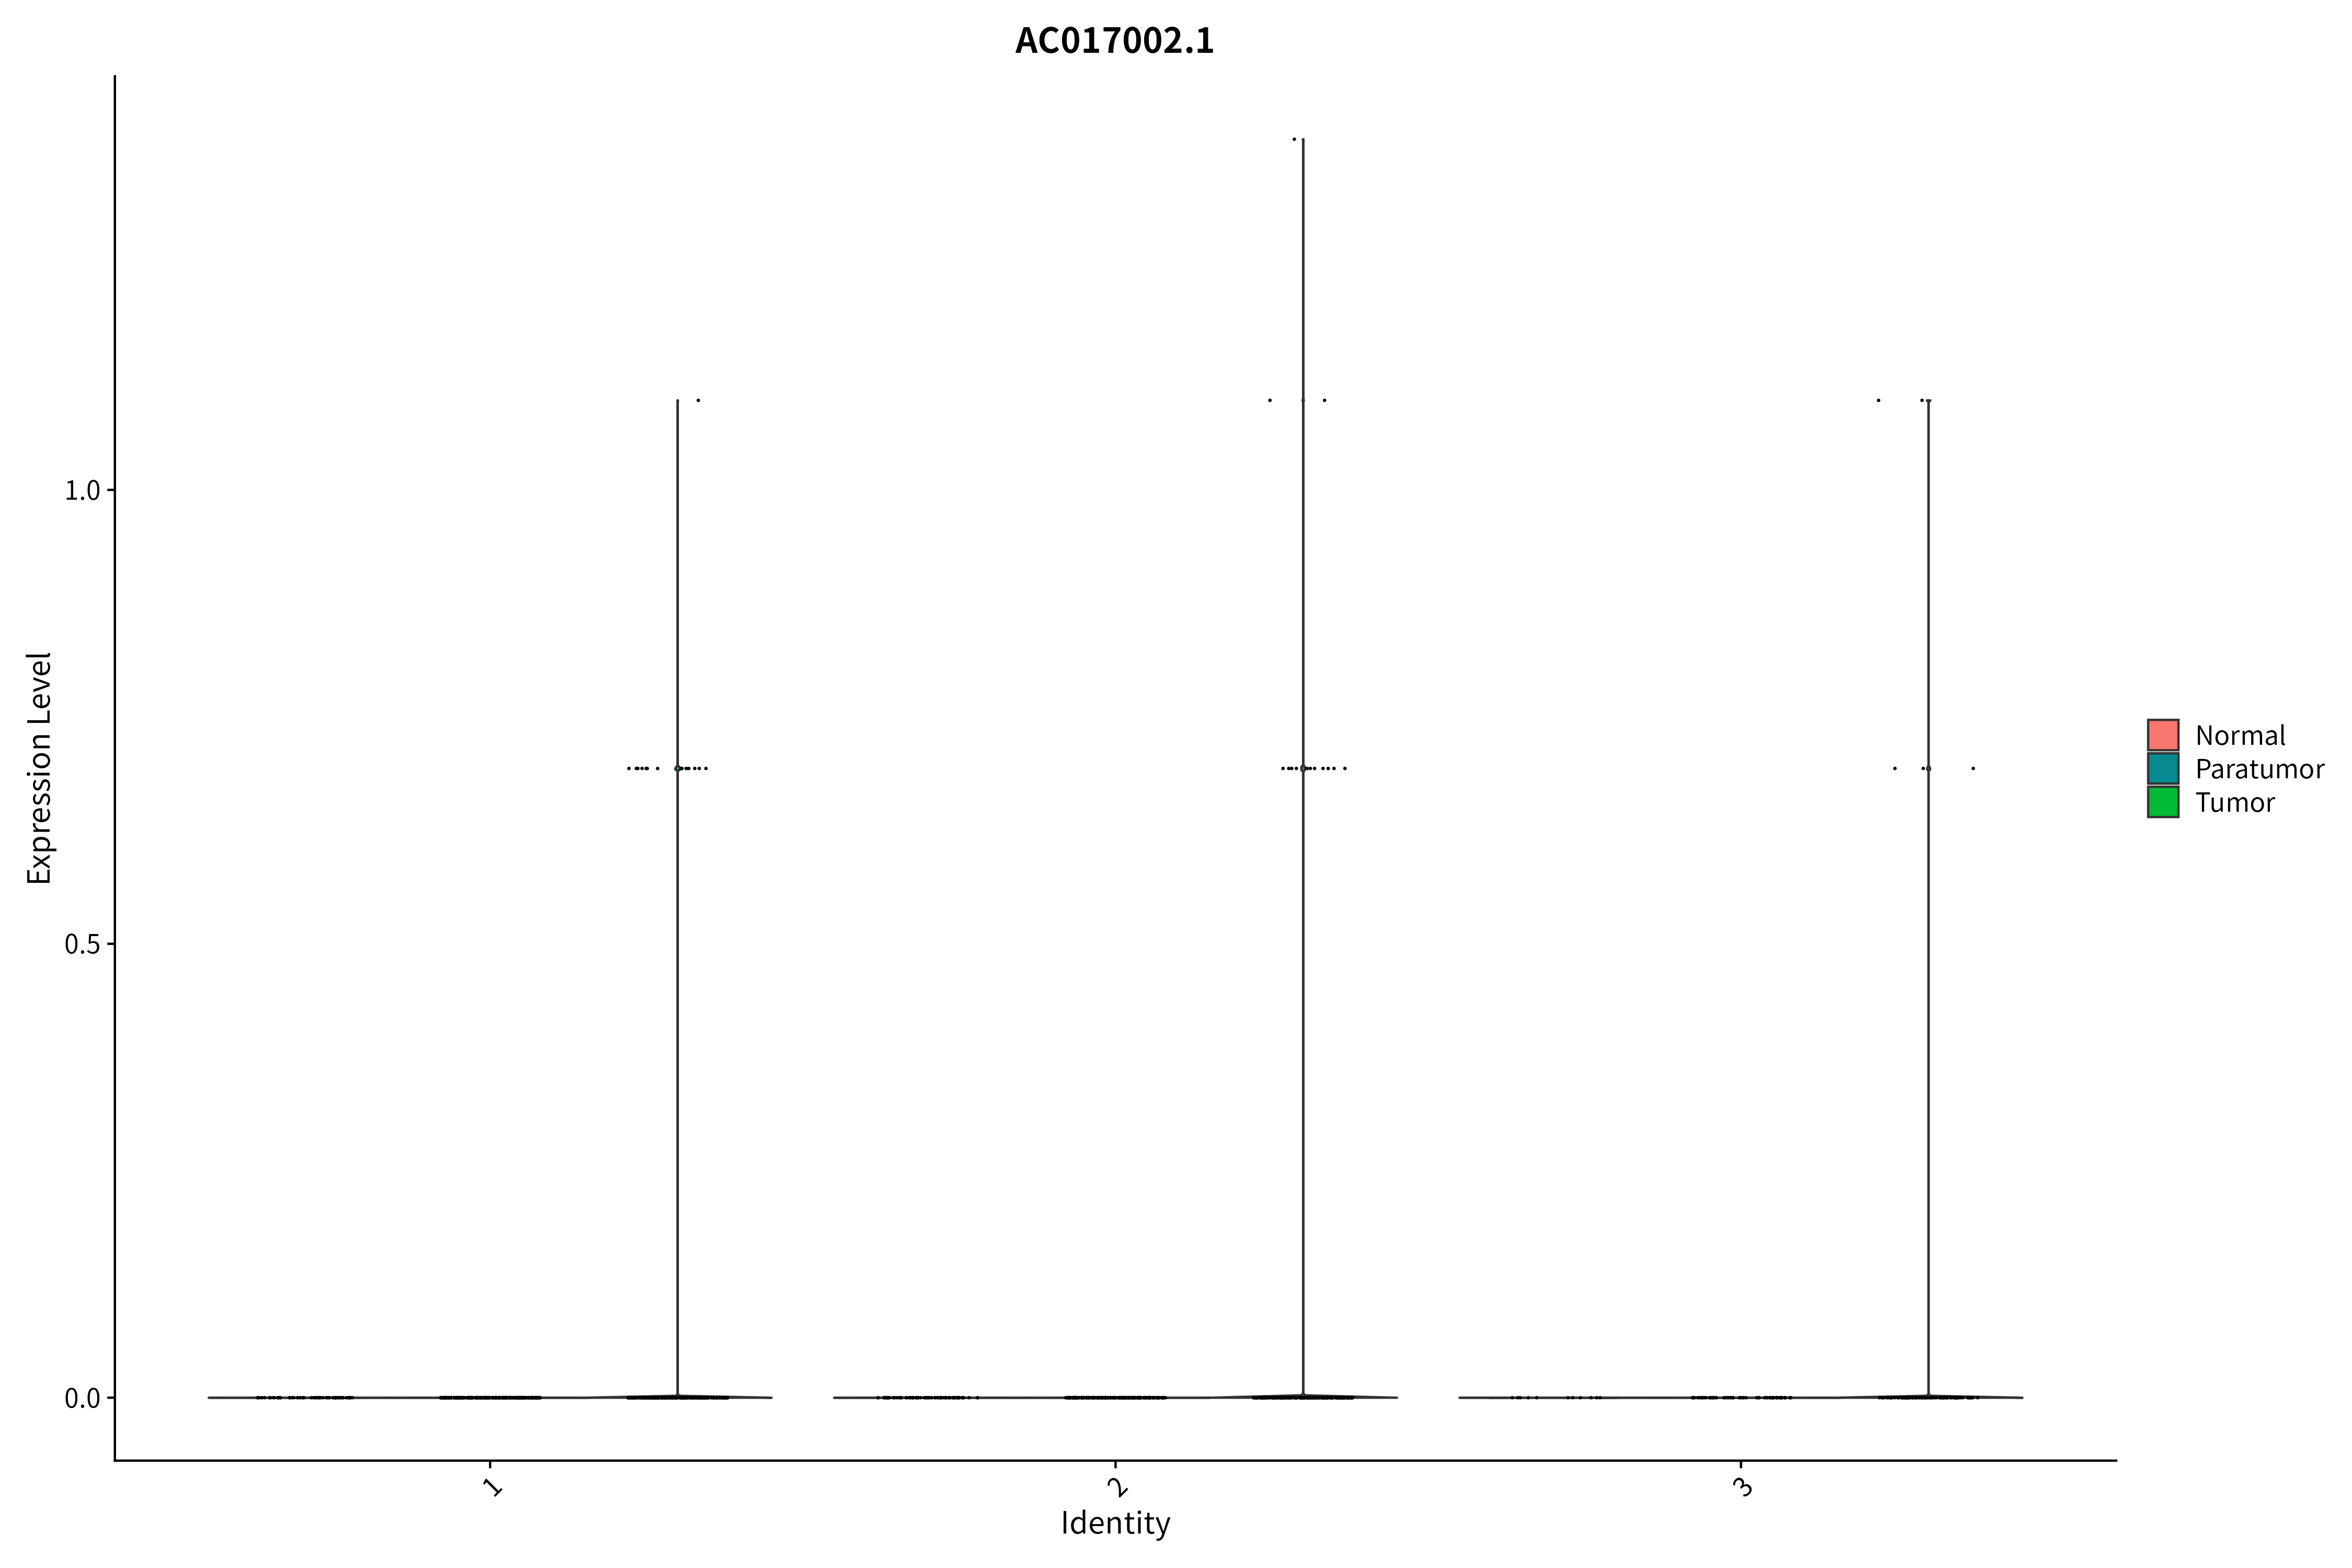 AC017002.1
Expression Level
1.0
0.5
0.0
1
2
3
Identity
Normal
Paratumor
Tumor